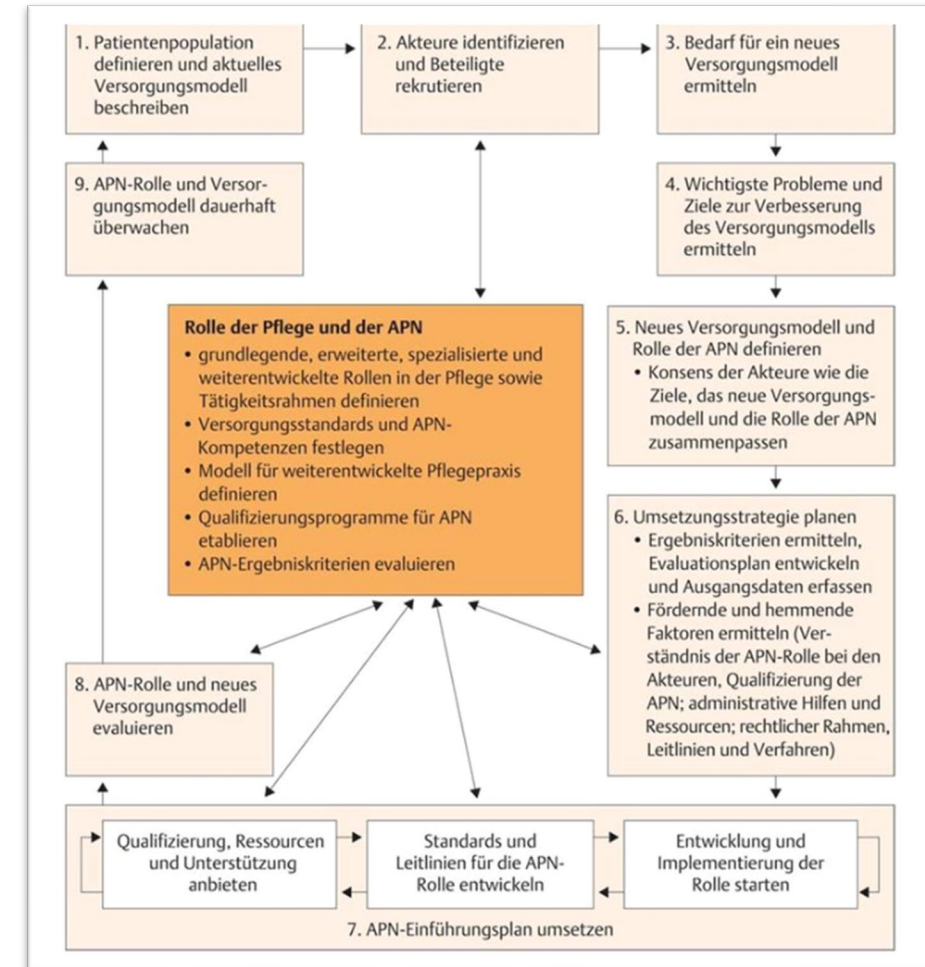 1. Patientenpopulation
definieren und aktuelles
Versorgungsmodell
beschreiben
2. Akteure identifizieren
und Beteiligte
rekrutieren
3. Bedarf für ein neues
Versorgungsmodell
ermitteln
9. APN-Rolle und Versor-
gungsmodell dauerhaft
überwachen
4. Wichtigste Probleme und
Ziele zur Verbesserung
des Versorgungsmodells
ermitteln
Rolle der Pflege und der APN
• grundlegende, erweiterte, spezialisierte und
weiterentwickelte Rollen in der Pflege sowie
Tätigkeitsrahmen definieren
• Versorgungsstandards und APN-
Kompetenzen festlegen
• Modell für weiterentwickelte Pflegepraxis
definieren
• Qualifizierungsprogramme für APN
etablieren
• APN-Ergebniskriterien evaluieren
5. Neues Versorgungsmodell und
Rolle der APN definieren
• Konsens der Akteure wie die
Ziele, das neue Versorgungs-
modell und die Rolle der APN
zusammenpassen
6. Umsetzungsstrategie planen
• Ergebniskriterien ermitteln,
Evaluationsplan entwickeln
und Ausgangsdaten erfassen
• Fördernde und hemmende
Faktoren ermitteln (Ver-
ständnis der APN-Rolle bei den
Akteuren, Qualifizierung der
APN; administrative Hilfen und
Ressourcen; rechtlicher Rahmen,
Leitlinien und Verfahren)
8. APN-Rolle und neues
Versorgungsmodell
evaluieren
Qualifizierung, Ressourcen
und Unterstützung
anbieten
Standards und
Leitlinien für die APN-
Rolle entwickeln
Entwicklung und
Implementierung der
Rolle starten
7. APN-Einführungsplan umsetzen